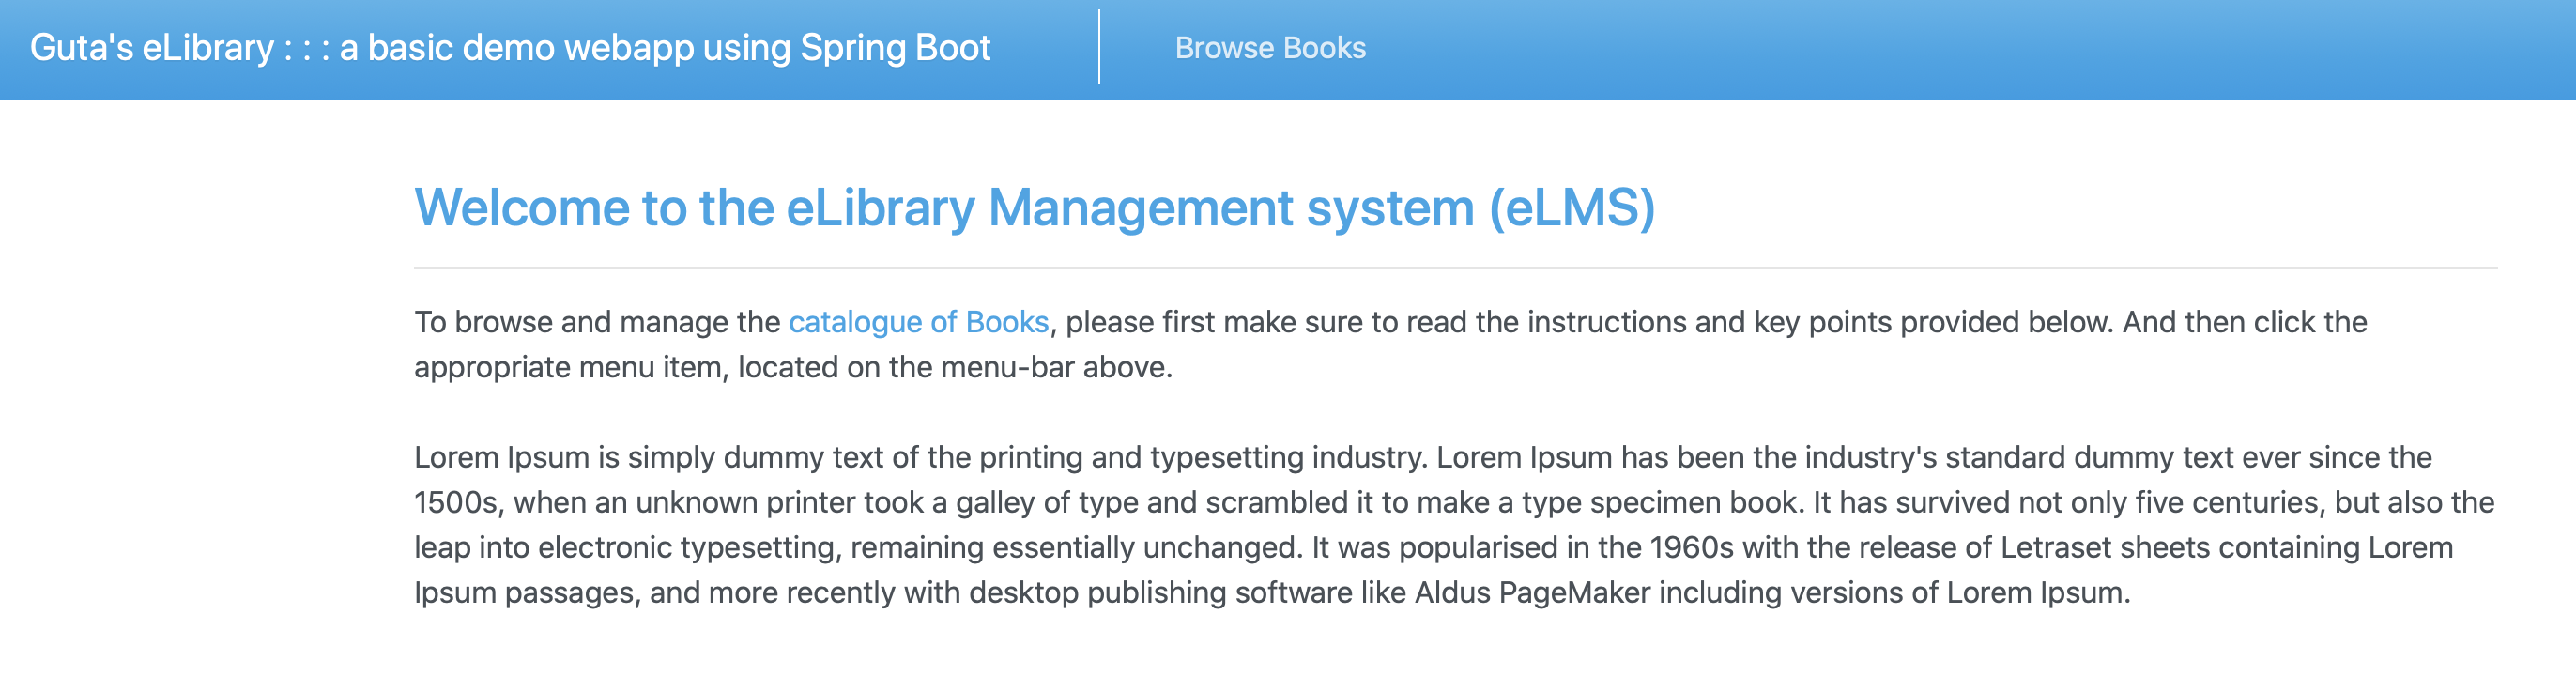 Guta's eLibrary : : : a basic demo webapp using Spring Boot
Browse Books
Welcome to the eLibrary Management system (eLMS)
To browse and manage the catalogue of Books, please first make sure to read the instructions and key points provided below. And then click the
appropriate menu item, located on the menu-bar above.
Lorem Ipsum is simply dummy text of the printing and typesetting industry. Lorem Ipsum has been the industry's standard dummy text ever since the
1500s, when an unknown printer took a galley of type and scrambled it to make a type specimen book. It has survived not only five centuries, but also the
leap into electronic typesetting, remaining essentially unchanged. It was popularised in the 1960s with the release of Letraset sheets containing Lorem
Ipsum passages, and more recently with desktop publishing software like Aldus PageMaker including versions of Lorem Ipsum.